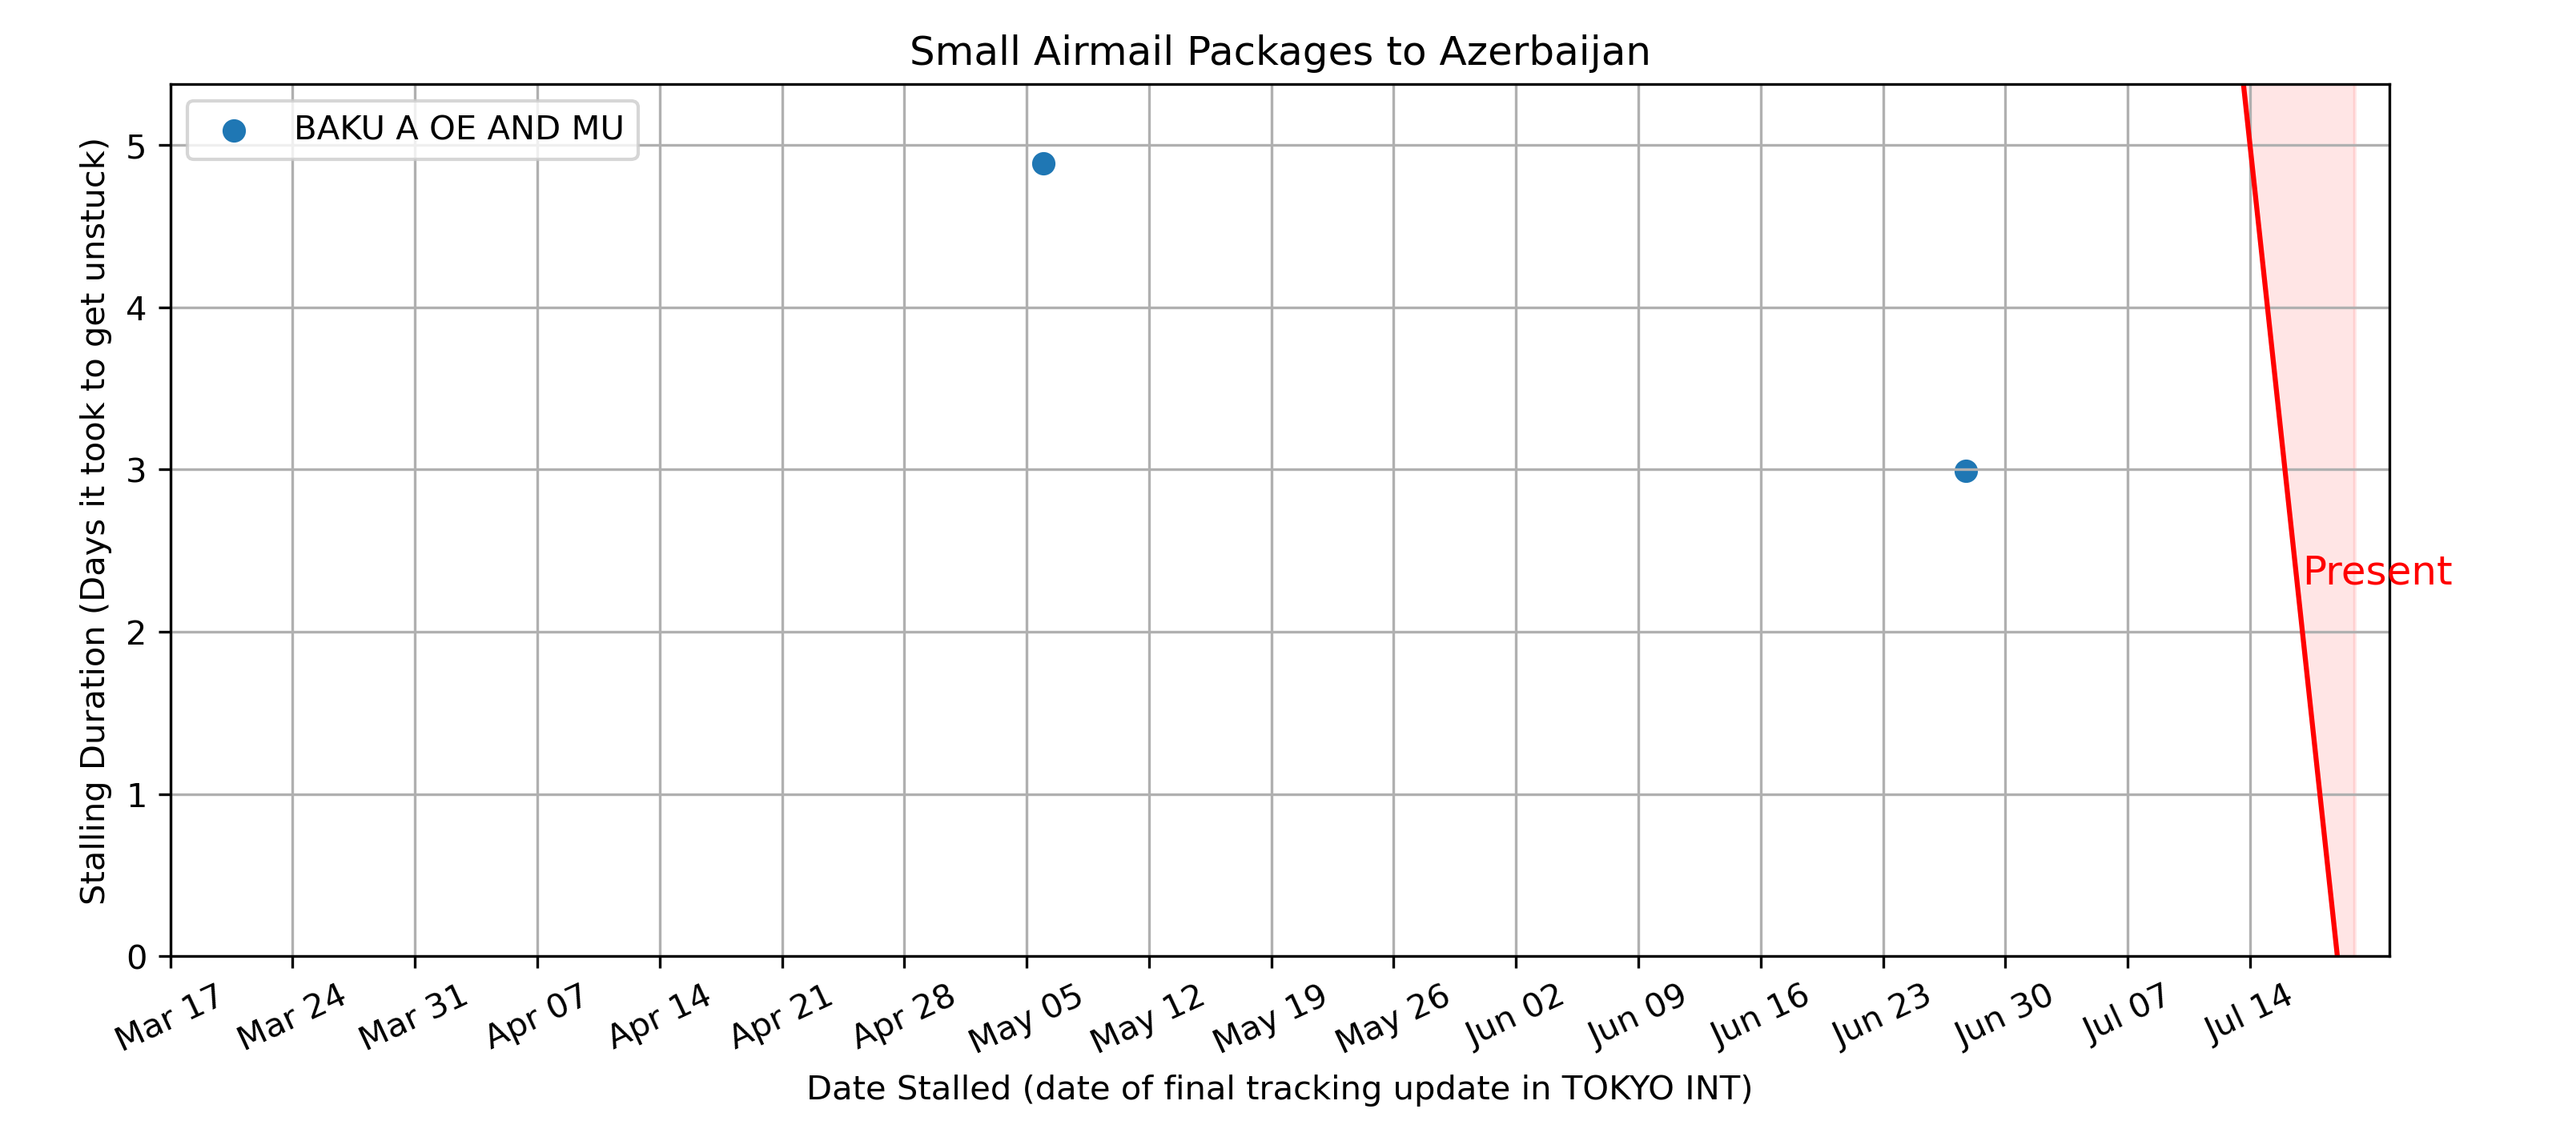 Small Airmail Packages to Azerbaijan
BAKU A OE AND MU
Stalling Duration (Days it took to get unstuck)
5
4
3
2
1
0
Present
Mar 17
Mar 24
Mar 31
Apr 07
Apr 14
Apr 21
Apr 28
May 05
May 12
May 19
May 26
Jun 02
Jun 09
Jun 16
Jun 23
Jun 30
Jul 07
Jul 14
Date Stalled (date of final tracking update in TOKYO INT)